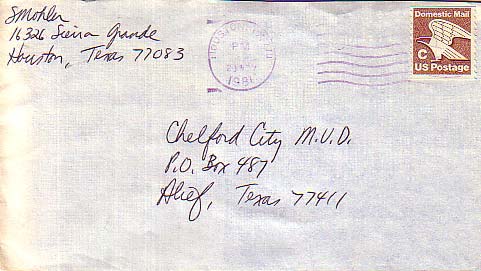 SMohler
16326 Sierra Grande
Houston, Texas 77083
PM
1981
Domestic Mail
C
US Postage
Chelford City M.U.D.
P.O. Box 487
Alief, Texas 77411